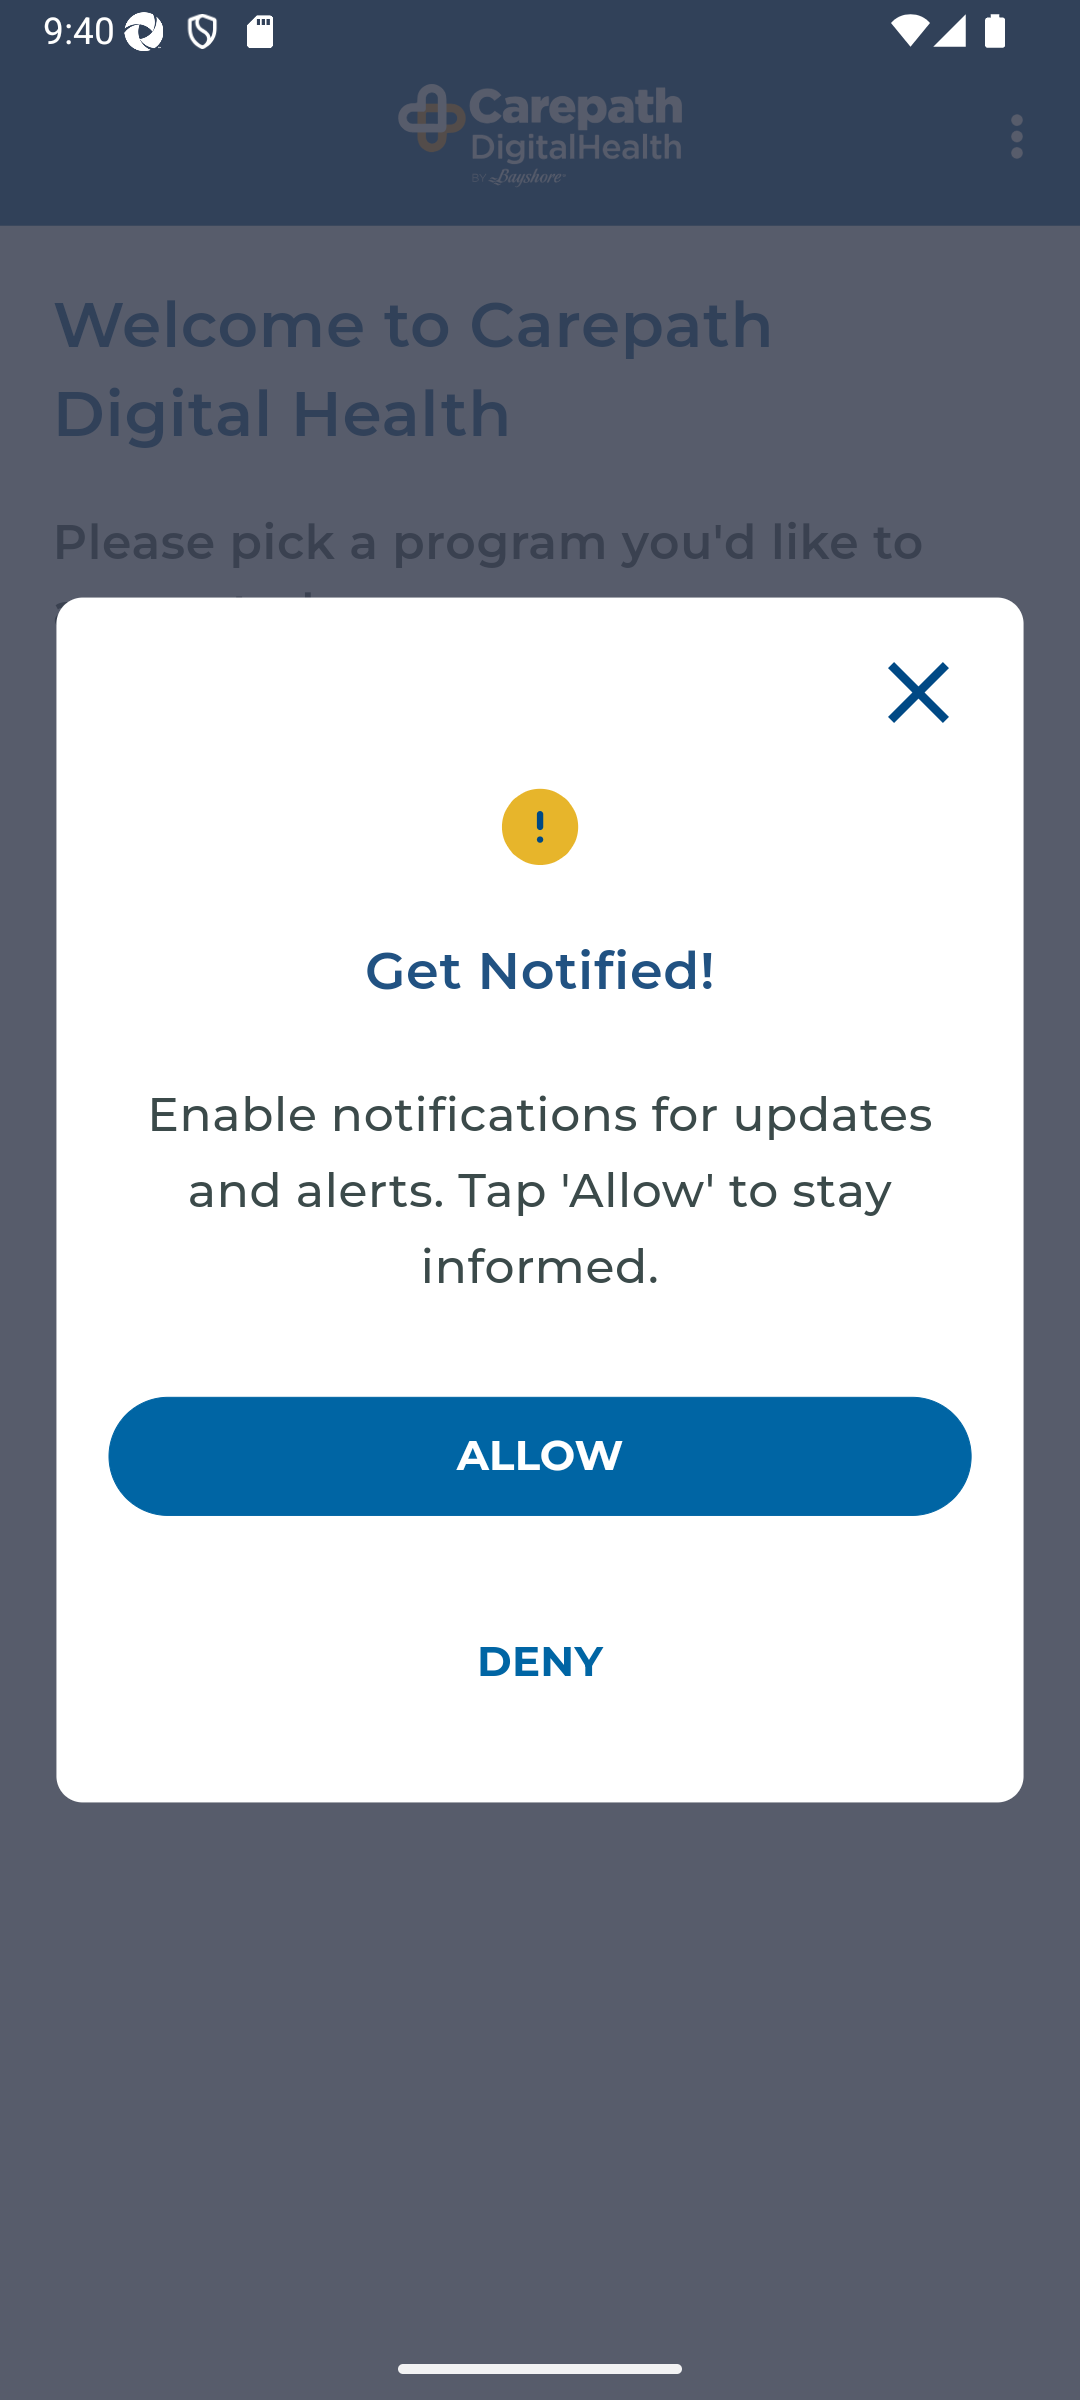 9:40
Carepath
DigitalHealth
BY Bayshore
Welcome to Carepath
Digital Health
Please pick a program you'd like to
Get Notified!
Enable notifications for updates
and alerts. Tap 'Allow' to stay
informed.
ALLOW
DENY